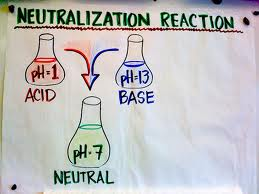 NEUTRALIZATION REACTION
pH=1
pH=13
ACID
BASE
pH=7
NEUTRAL